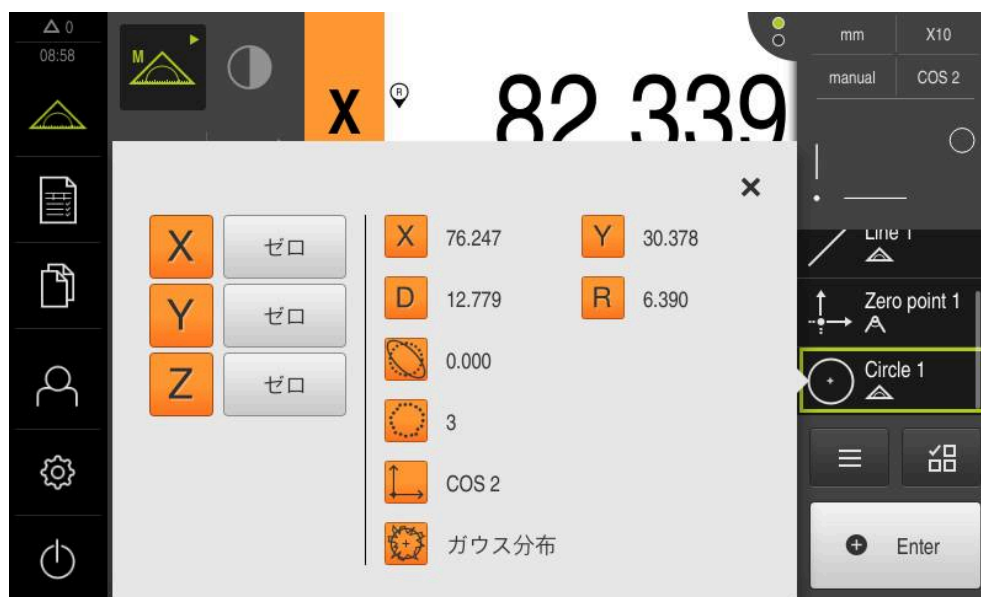 0
08:58
M
X
R
82.339
mm
X10
manual
COS 2
X ゼロ
Y ゼロ
Z ゼロ
X 76.247
Y 30.378
D 12.779
R 6.390
0.000
3
COS 2
ガウス分布
Line 1
Zero point 1
Circle 1
Enter